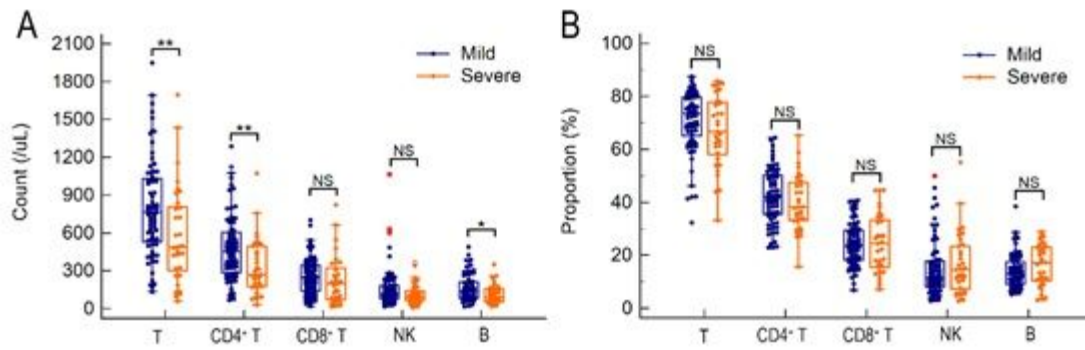 A
B
Count (/uL)
2100
1800
1500
1200
900
600
300
0
**
**
NS
NS
*
Mild
Severe
T
CD4⁺ T
CD8⁺ T
NK
B
Proportion (%)
100
80
60
40
20
0
NS
NS
NS
NS
NS
Mild
Severe
T
CD4⁺ T
CD8⁺ T
NK
B